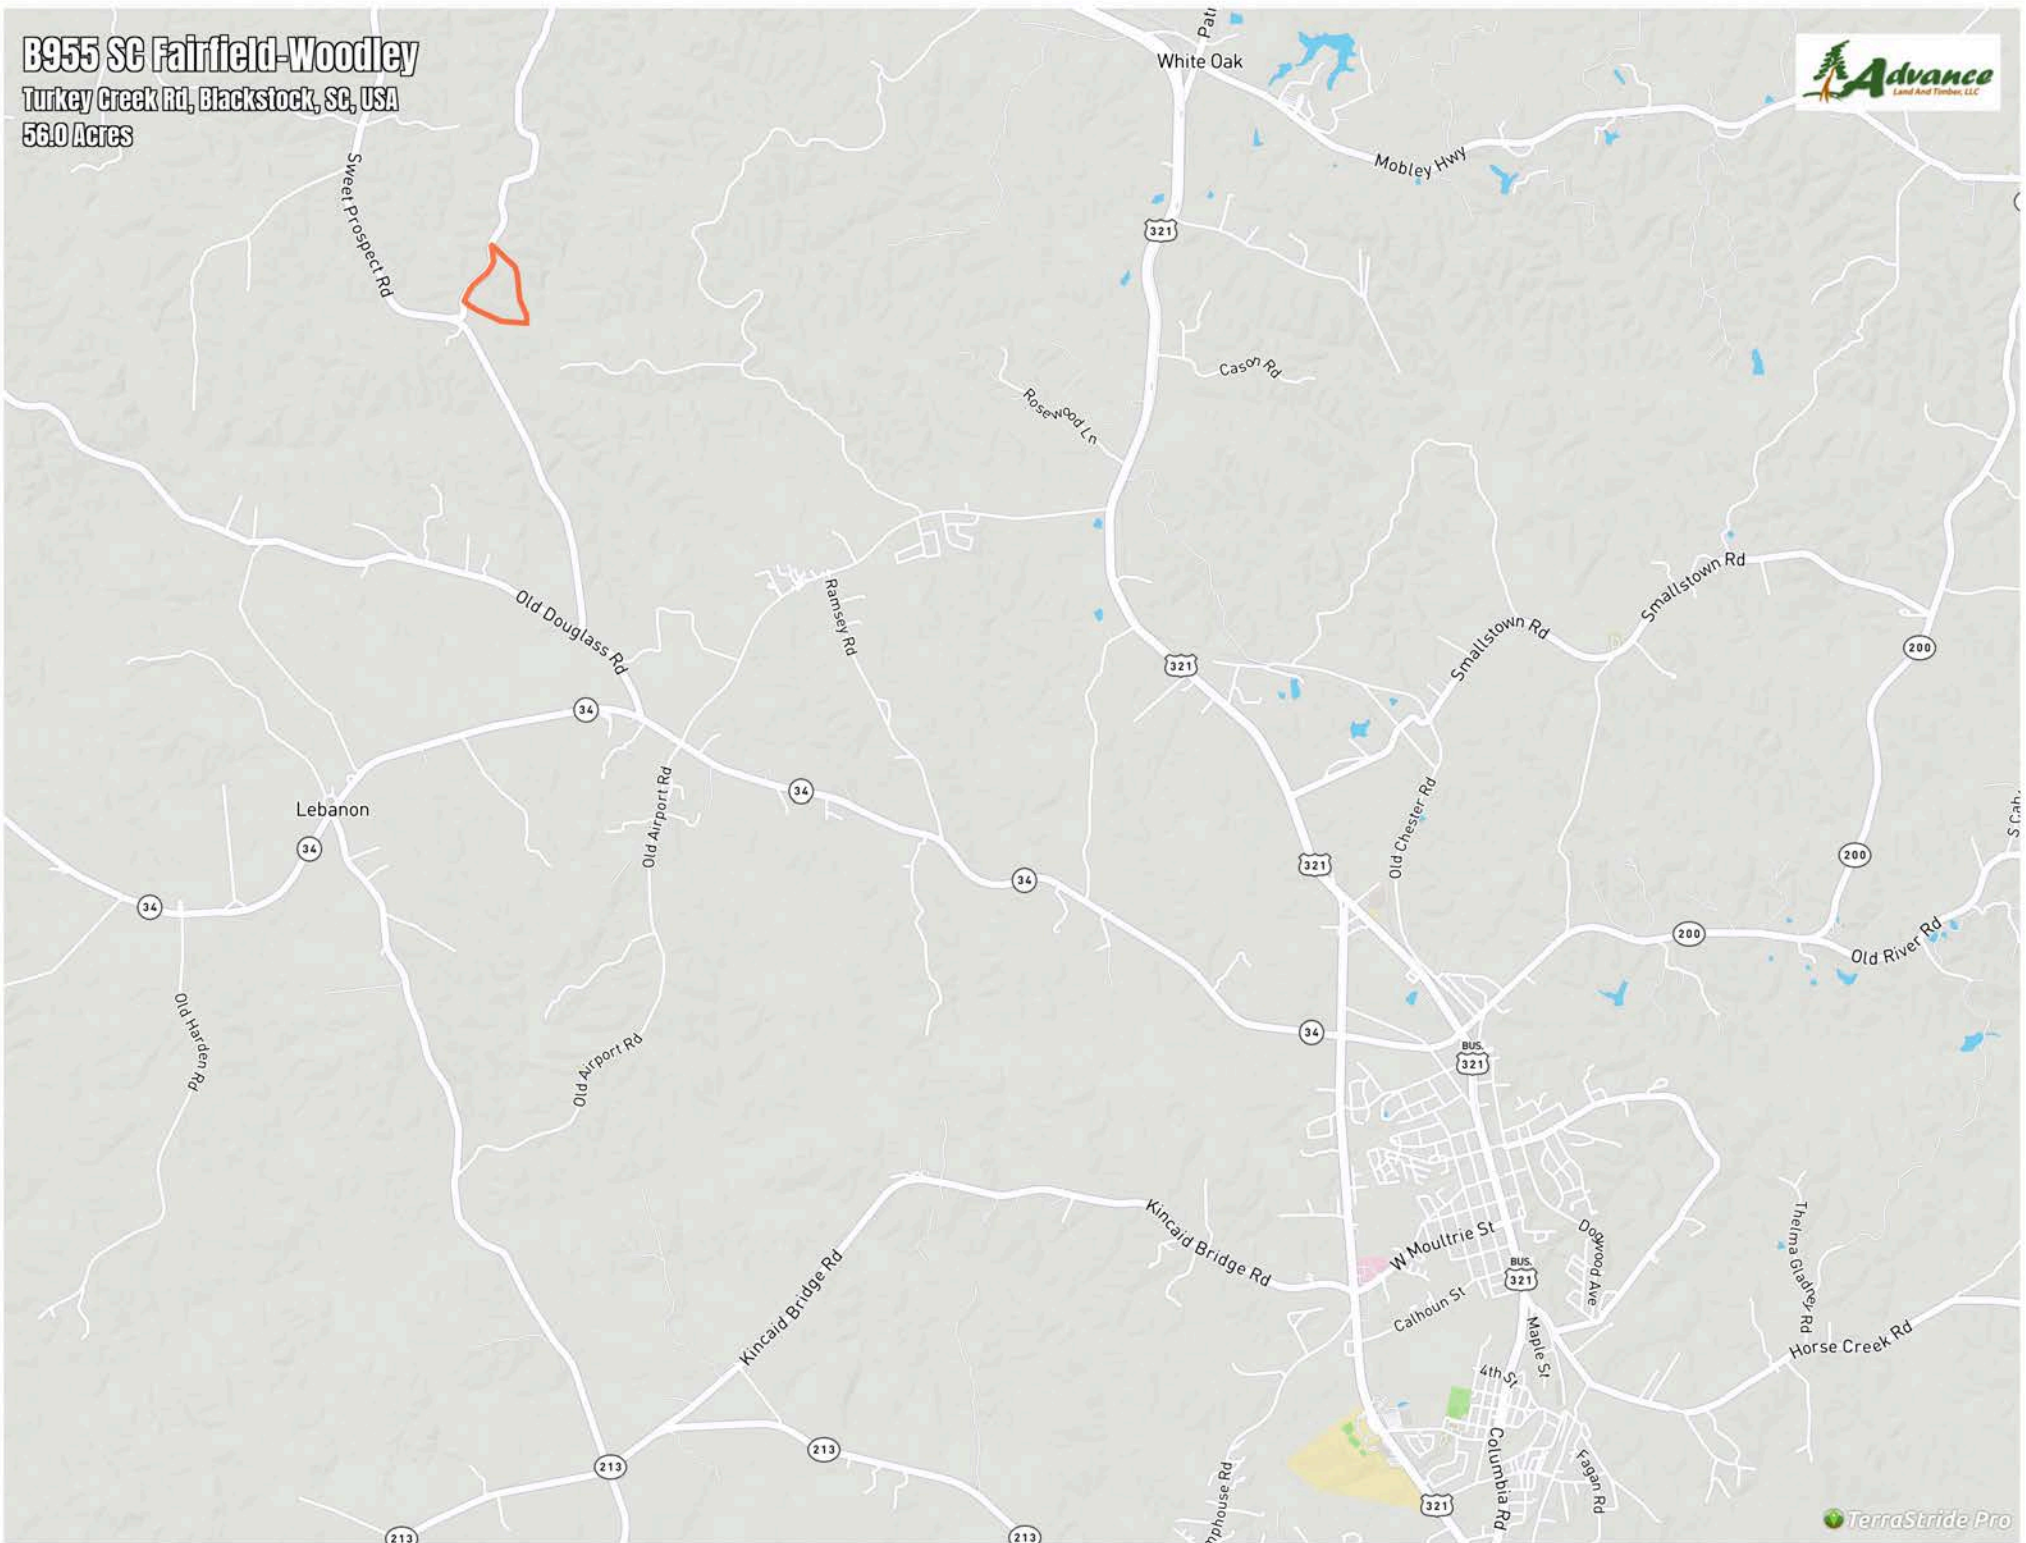 B955 SC Fairfield-Woodley
Turkey Creek Rd, Blackstock, SC, USA
56.0 Acres
Advance
Land And Timber, LLC
White Oak
Mobley Hwy
Sweet Prospect Rd
321
Cason Rd
Rosewood Ln
Smallstown Rd
Smallstown Rd
Old Douglass Rd
Ramsey Rd
321
200
34
34
Lebanon
34
34
34
Old Airport Rd
Old Chester Rd
321
200
200
Old River Rd
Old Harden Rd
Old Airport Rd
34
BUS.
321
Kincaid Bridge Rd
Kincaid Bridge Rd
W Moultrie St
Dogwood Ave
Thelma Gladney Rd
BUS.
321
Calhoun St
Maple St
Horse Creek Rd
4th St
213
213
213
213
Columbia Rd
Fagan Rd
321
TerraStride Pro